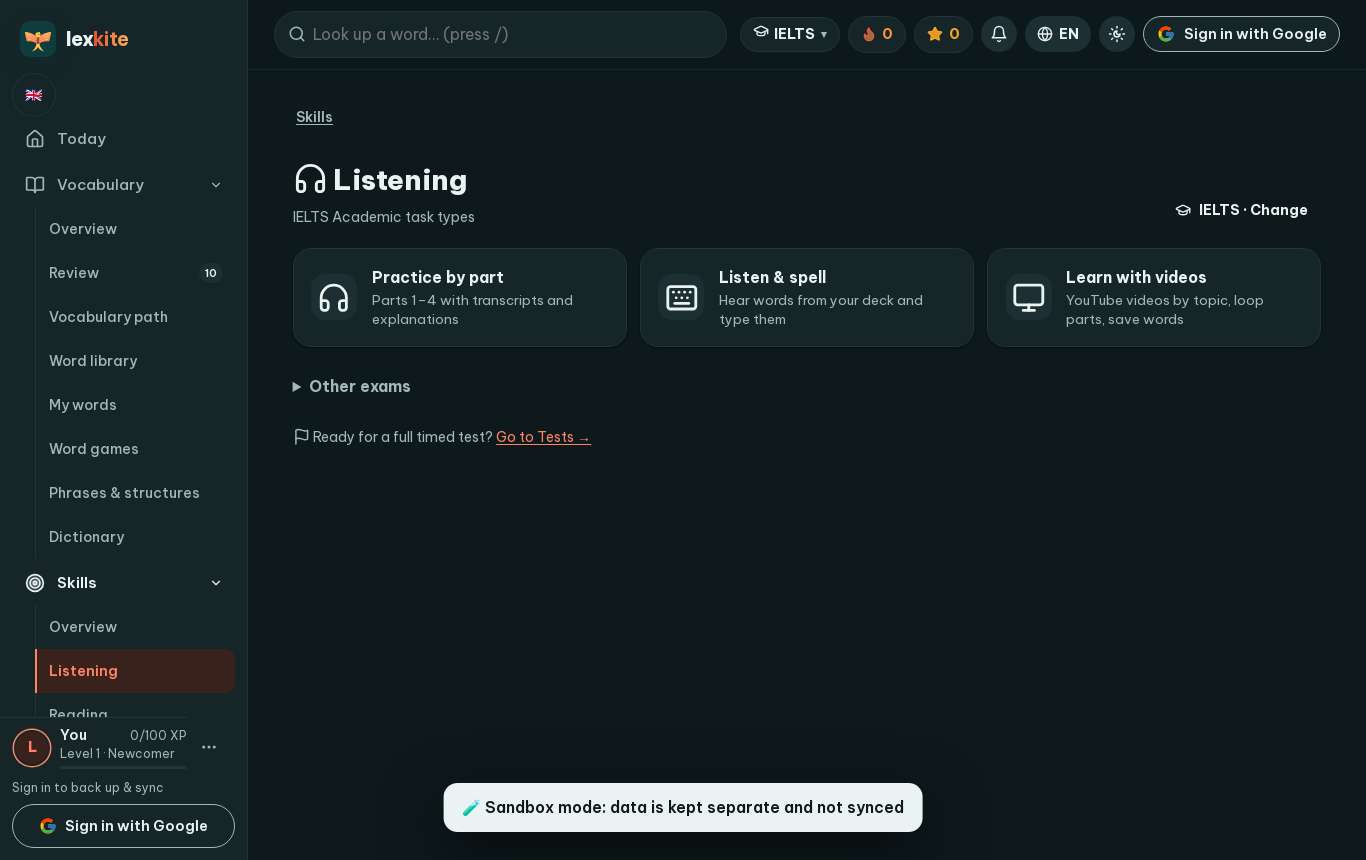 lexkite
Look up a word... (press /)
IELTS ▾
0
0
EN
Sign in with Google
Today
Vocabulary
Overview
Review 10
Vocabulary path
Word library
My words
Word games
Phrases & structures
Dictionary
Skills
Overview
Listening
Reading
L
You 0/100 XP
Level 1 · Newcomer
Sign in to back up & sync
Sign in with Google
Skills
Listening
IELTS Academic task types
IELTS · Change
Practice by part
Parts 1–4 with transcripts and
explanations
Listen & spell
Hear words from your deck and
type them
Learn with videos
YouTube videos by topic, loop
parts, save words
Other exams
Ready for a full timed test? Go to Tests →
Sandbox mode: data is kept separate and not synced